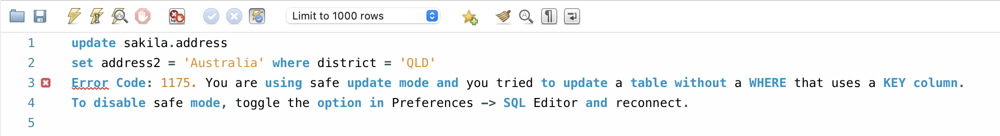 Limit to 1000 rows
1 update sakila.address
2 set address2 = 'Australia' where district = 'QLD'
3 Error Code: 1175. You are using safe update mode and you tried to update a table without a WHERE that uses a KEY column.
4 To disable safe mode, toggle the option in Preferences -> SQL Editor and reconnect.
5